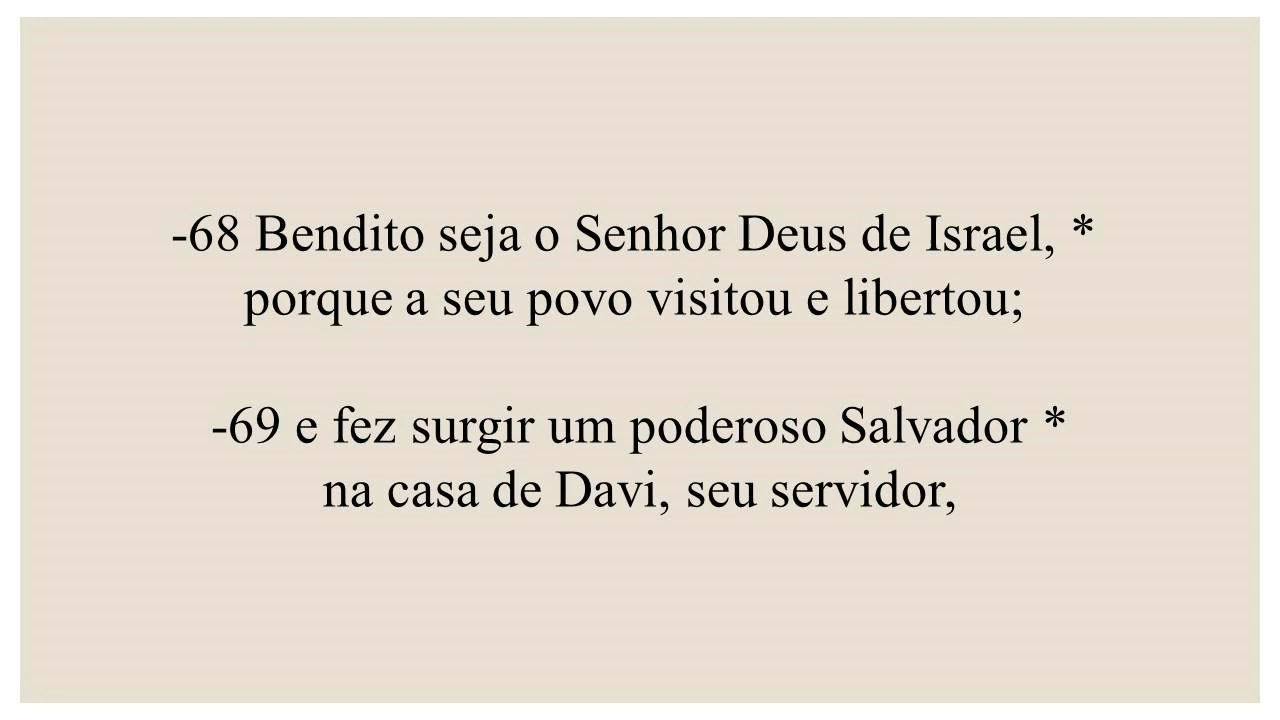 -68 Bendito seja o Senhor Deus de Israel, *
porque a seu povo visitou e libertou;
-69 e fez surgir um poderoso Salvador *
na casa de Davi, seu servidor,